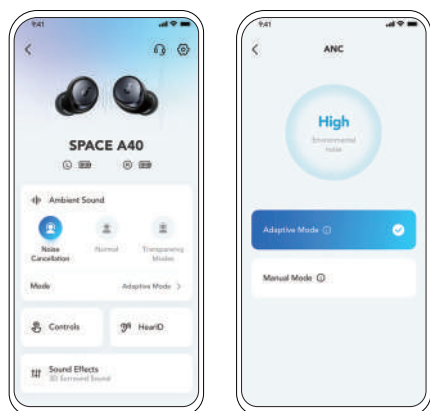 9:41
SPACE A40
L
R
Ambient Sound
Noise
Cancellation
Normal
Transparency
Modes
Mode
Adaptive Mode
Controls
HearID
Sound Effects
3D Surround Sound
9:41
ANC
High
Environmental
noise
Adaptive Mode
Manual Mode